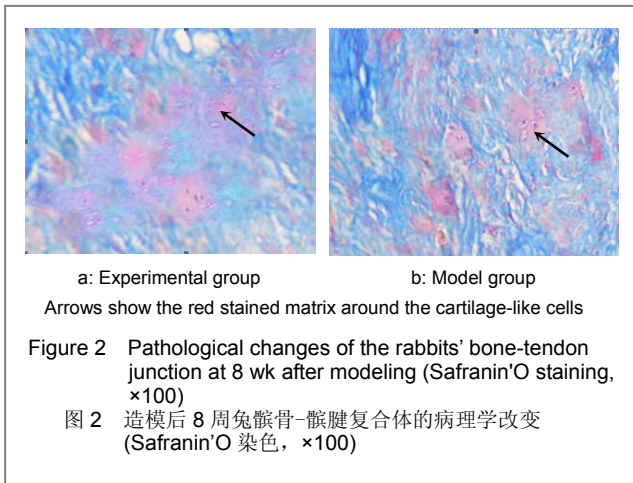 a: Experimental group
b: Model group
Arrows show the red stained matrix around the cartilage-like cells
Figure 2 Pathological changes of the rabbits' bone-tendon
junction at 8 wk after modeling (Safranin'O staining,
×100)
图 2 造模后 8 周兔髌骨-髌腱复合体的病理学改变
(Safranin'O 染色，×100)